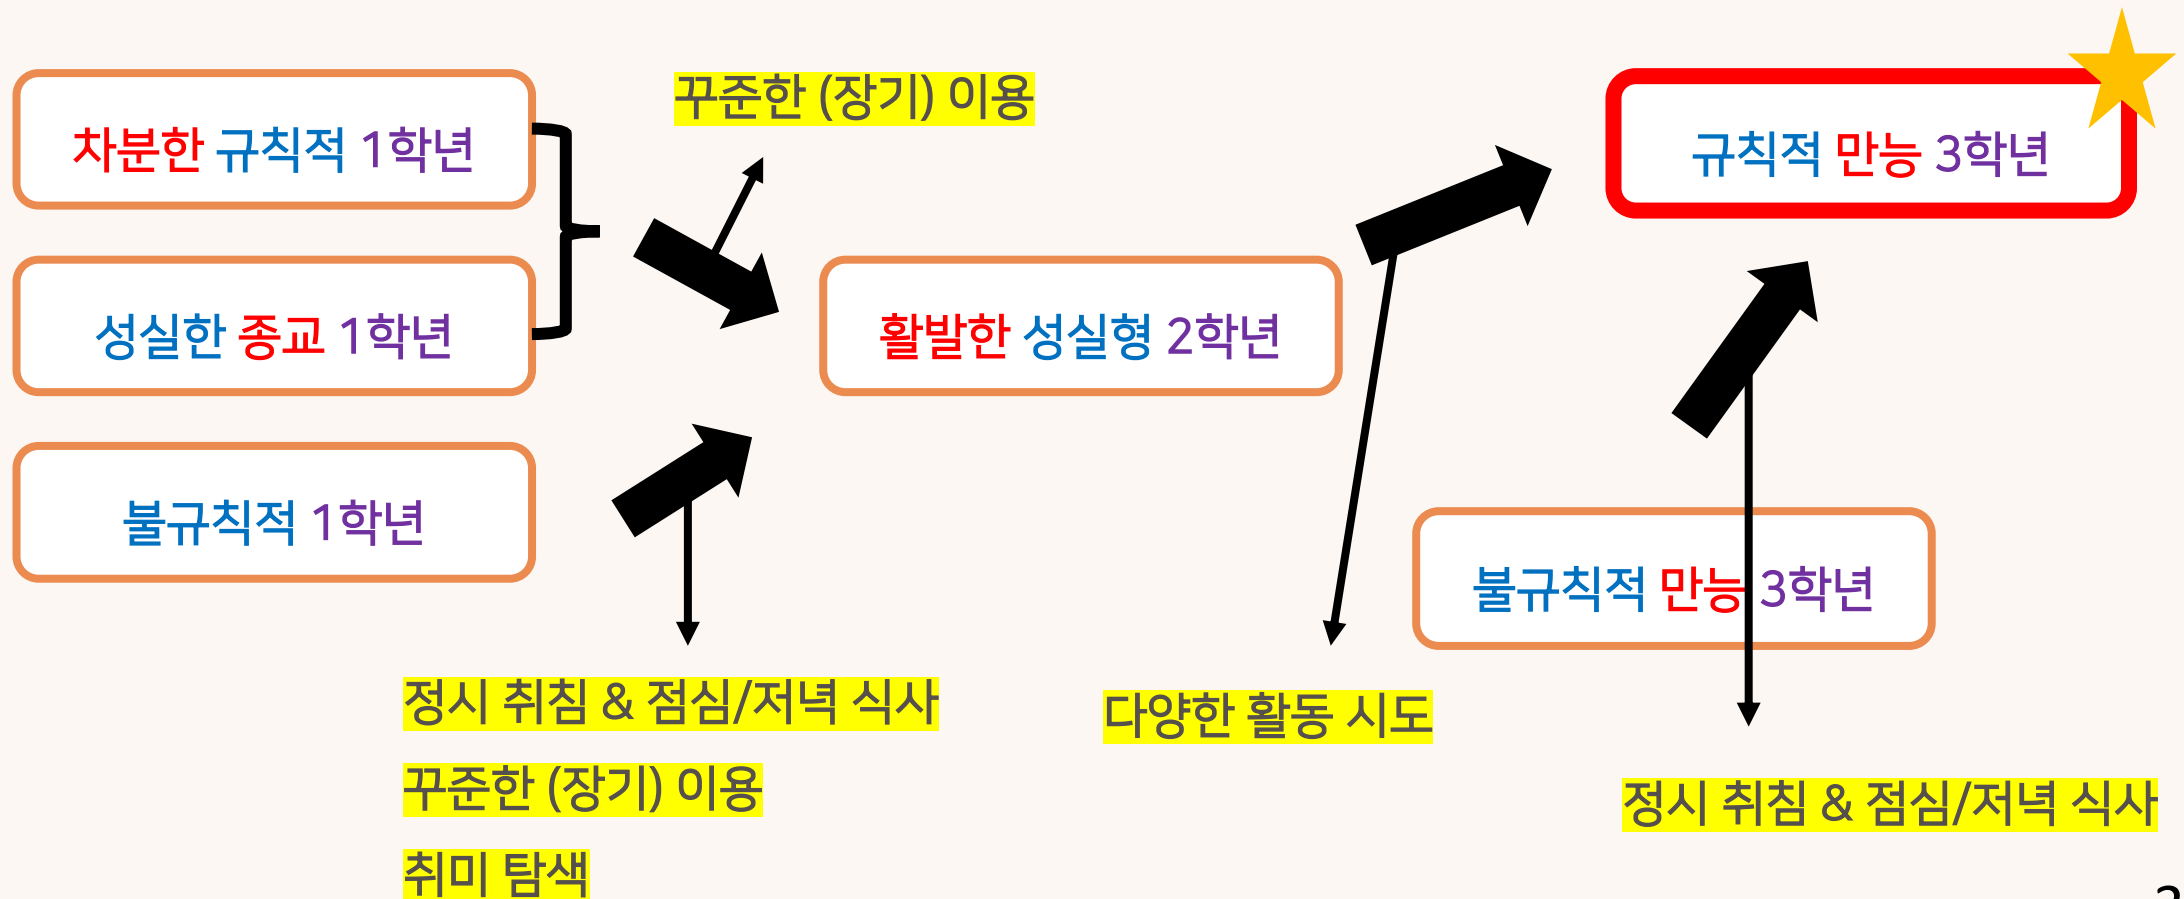 꾸준한 (장기) 이용
차분한 규칙적 1학년
규칙적 만능 3학년
성실한 종교 1학년
활발한 성실형 2학년
불규칙적 1학년
불규칙적 만능 3학년
정시 취침 & 점심/저녁 식사
꾸준한 (장기) 이용
취미 탐색
다양한 활동 시도
정시 취침 & 점심/저녁 식사